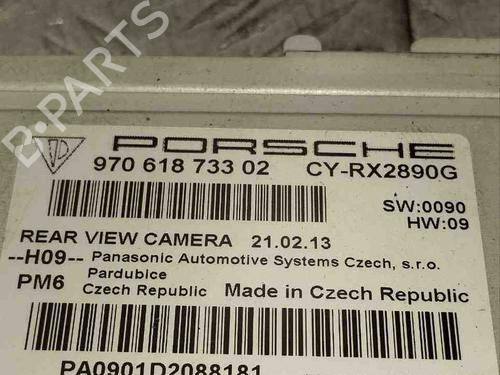 PORSCHE
970 618 733 02 CY-RX2890G
SW:0090
HW:09
REAR VIEW CAMERA 21.02.13
--H09-- Panasonic Automotive Systems Czech, s.r.o.
Pardubice
PM6 Czech Republic Made in Czech Republic
PA0901D2088181